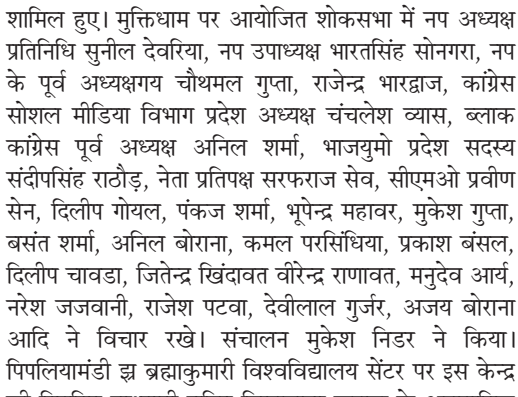 शामिल हुए। मुक्तिधाम पर आयोजित शोकसभा में नप अध्यक्ष
प्रतिनिधि सुनील देवरिया, नप उपाध्यक्ष भारतसिंह सोनगरा, नप
के पूर्व अध्यक्षगय चौथमल गुप्ता, राजेन्द्र भारद्वाज, कांग्रेस
सोशल मीडिया विभाग प्रदेश अध्यक्ष चंचलेश व्यास, ब्लाक
कांग्रेस पूर्व अध्यक्ष अनिल शर्मा, भाजयुमो प्रदेश सदस्य
संदीपसिंह राठौड़, नेता प्रतिपक्ष सरफराज सेव, सीएमओ प्रवीण
सेन, दिलीप गोयल, पंकज शर्मा, भूपेन्द्र महावर, मुकेश गुप्ता,
बसंत शर्मा, अनिल बोराना, कमल परसिंधिया, प्रकाश बंसल,
दिलीप चावडा, जितेन्द्र खिंदावत वीरेन्द्र राणावत, मनुदेव आर्य,
नरेश जजवानी, राजेश पटवा, देवीलाल गुर्जर, अजय बोराना
आदि ने विचार रखे। संचालन मुकेश निडर ने किया।
पिपलियामंडी झ्र ब्रह्माकुमारी विश्वविद्यालय सेंटर पर इस केन्द्र